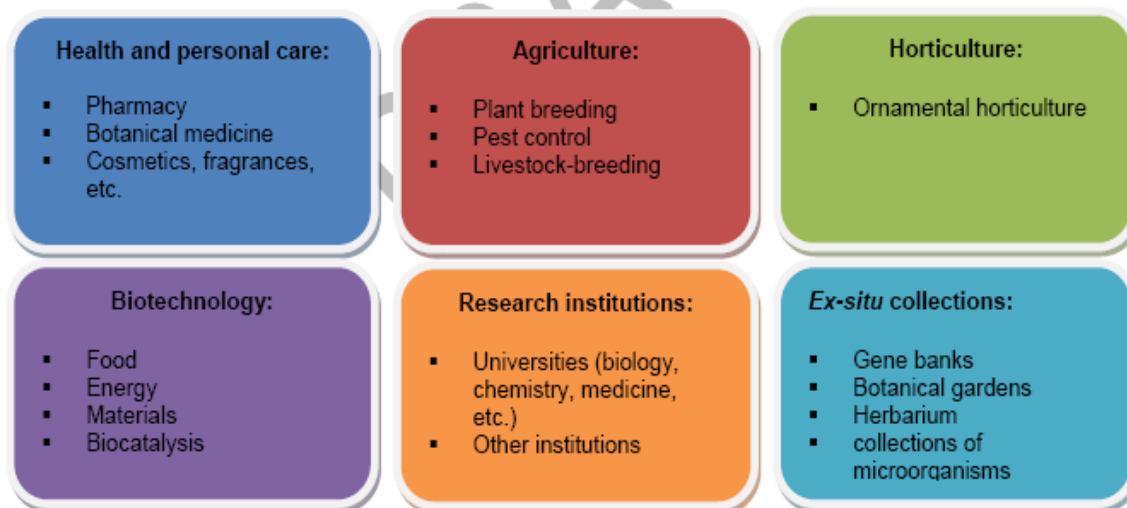 Health and personal care:
▪ Pharmacy
▪ Botanical medicine
▪ Cosmetics, fragrances,
etc.
Agriculture:
▪ Plant breeding
▪ Pest control
▪ Livestock-breeding
Horticulture:
▪ Ornamental horticulture
Biotechnology:
▪ Food
▪ Energy
▪ Materials
▪ Biocatalysis
Research institutions:
▪ Universities (biology,
chemistry, medicine,
etc.)
▪ Other institutions
Ex-situ collections:
▪ Gene banks
▪ Botanical gardens
▪ Herbarium
▪ collections of
microorganisms